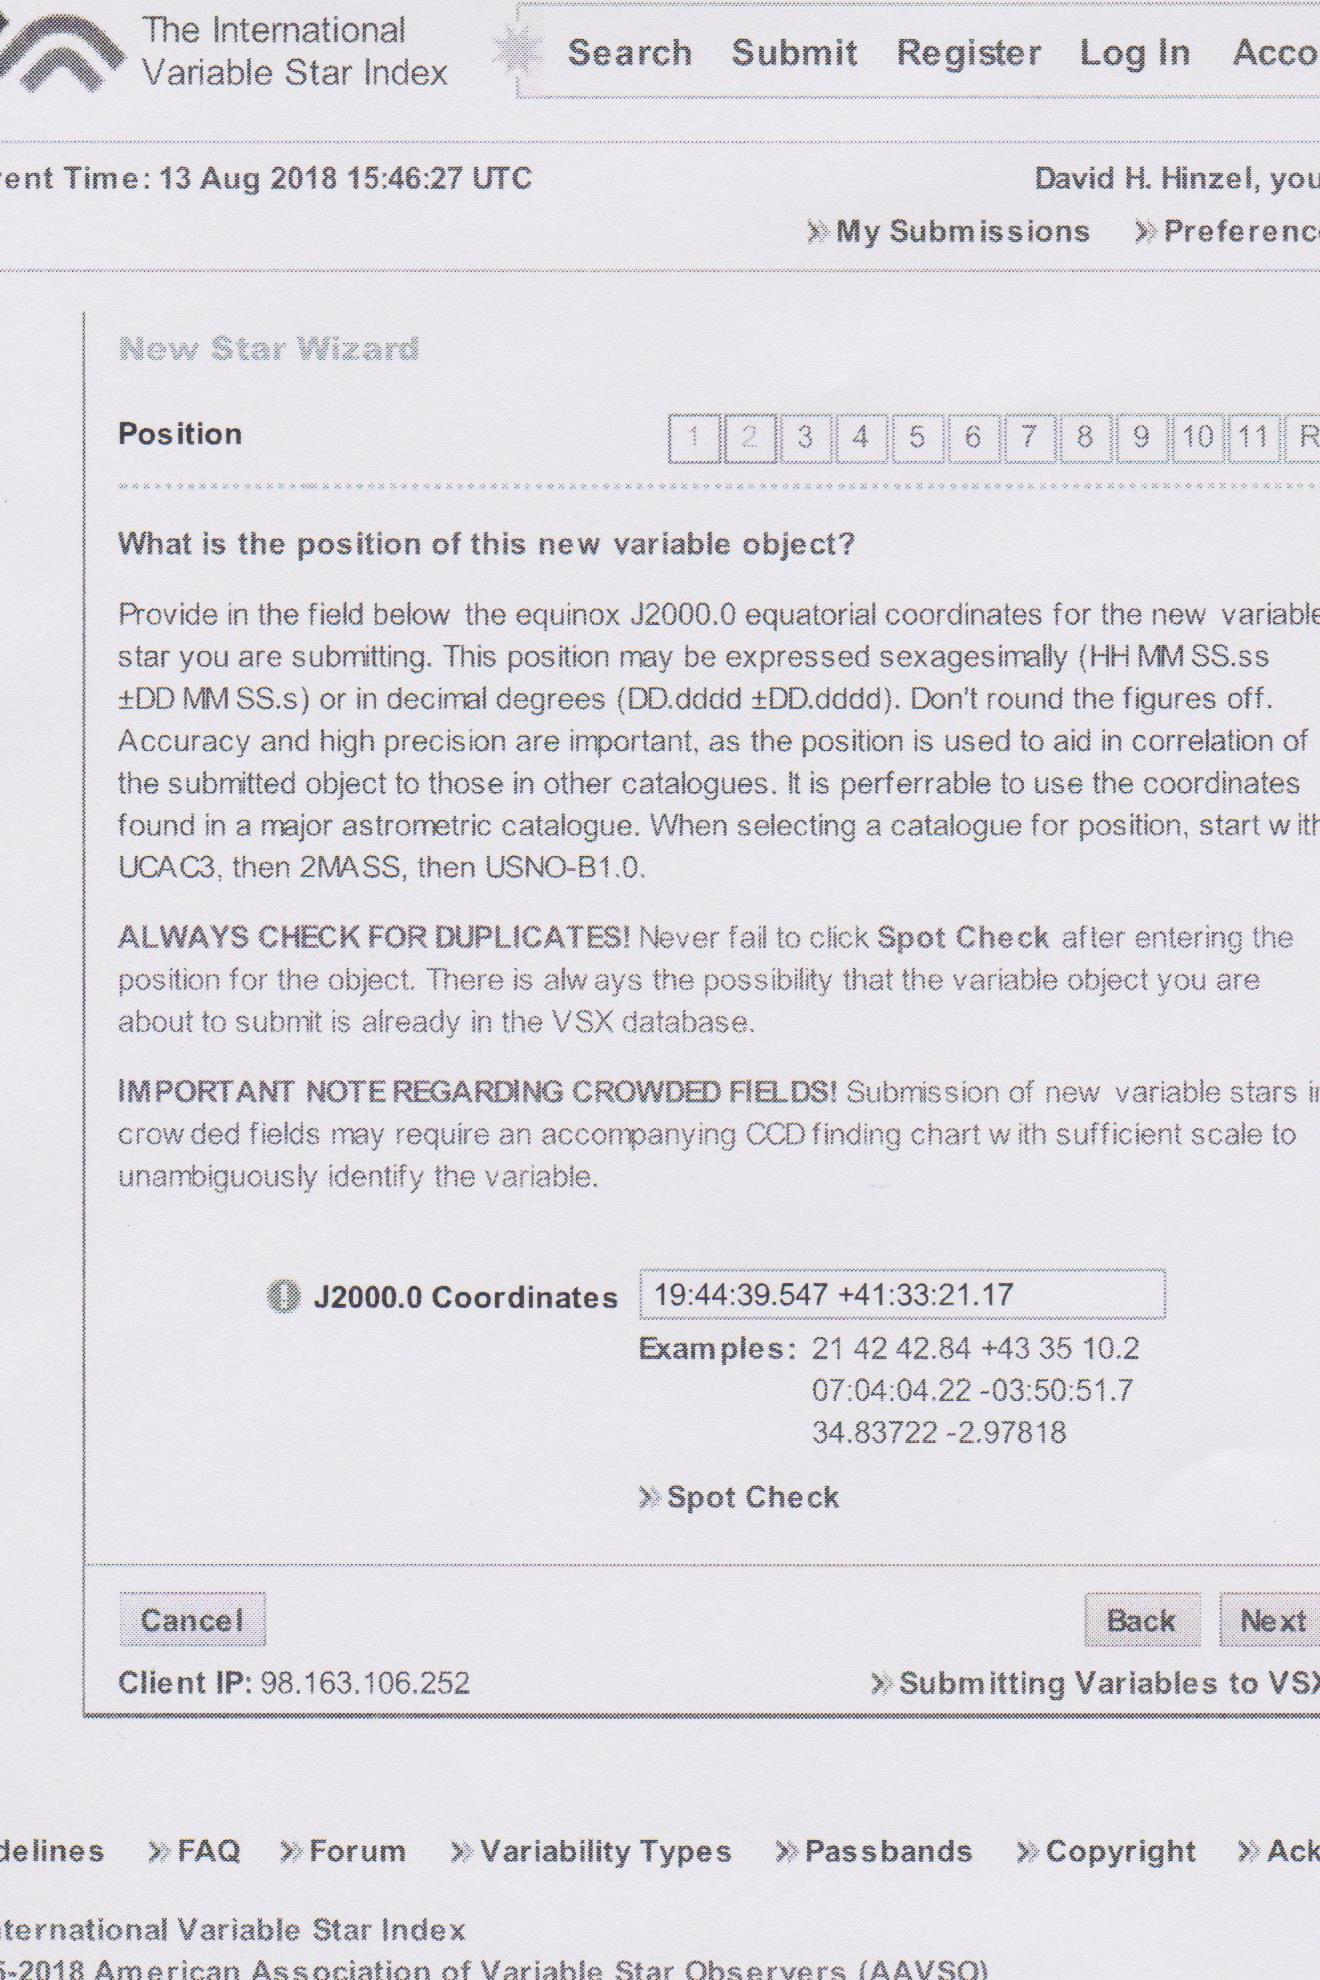 The International
Variable Star Index
Search Submit Register Log In Acco
rent Time: 13 Aug 2018 15:46:27 UTC
David H. Hinzel, you
» My Submissions » Preferenc
New Star Wizard
Position
1 2 3 4 5 6 7 8 9 10 11 R
What is the position of this new variable object?
Provide in the field below the equinox J2000.0 equatorial coordinates for the new variable
star you are submitting. This position may be expressed sexagesimally (HH MM SS.ss
±DD MM SS.s) or in decimal degrees (DD.dddd ±DD.dddd). Don't round the figures off.
Accuracy and high precision are important, as the position is used to aid in correlation of
the submitted object to those in other catalogues. It is perferrable to use the coordinates
found in a major astrometric catalogue. When selecting a catalogue for position, start with
UCAC3, then 2MASS, then USNO-B1.0.
ALWAYS CHECK FOR DUPLICATES! Never fail to click Spot Check after entering the
position for the object. There is always the possibility that the variable object you are
about to submit is already in the VSX database.
IMPORTANT NOTE REGARDING CROWDED FIELDS! Submission of new variable stars in
crowded fields may require an accompanying CCD finding chart with sufficient scale to
unambiguously identify the variable.
J2000.0 Coordinates 19:44:39.547 +41:33:21.17
Examples: 21 42 42.84 +43 35 10.2
07:04:04.22 -03:50:51.7
34.83722 -2.97818
» Spot Check
Cancel Back Next
Client IP: 98.163.106.252 » Submitting Variables to VSX
delines » FAQ » Forum » Variability Types » Passbands » Copyright » Ack
nternational Variable Star Index
5-2018 American Association of Variable Star Observers (AAVSO)